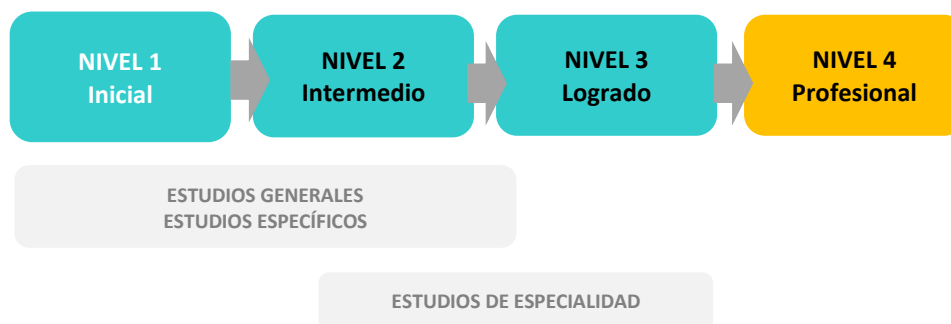 NIVEL 1
Inicial
NIVEL 2
Intermedio
NIVEL 3
Logrado
NIVEL 4
Profesional
ESTUDIOS GENERALES
ESTUDIOS ESPECÍFICOS
ESTUDIOS DE ESPECIALIDAD